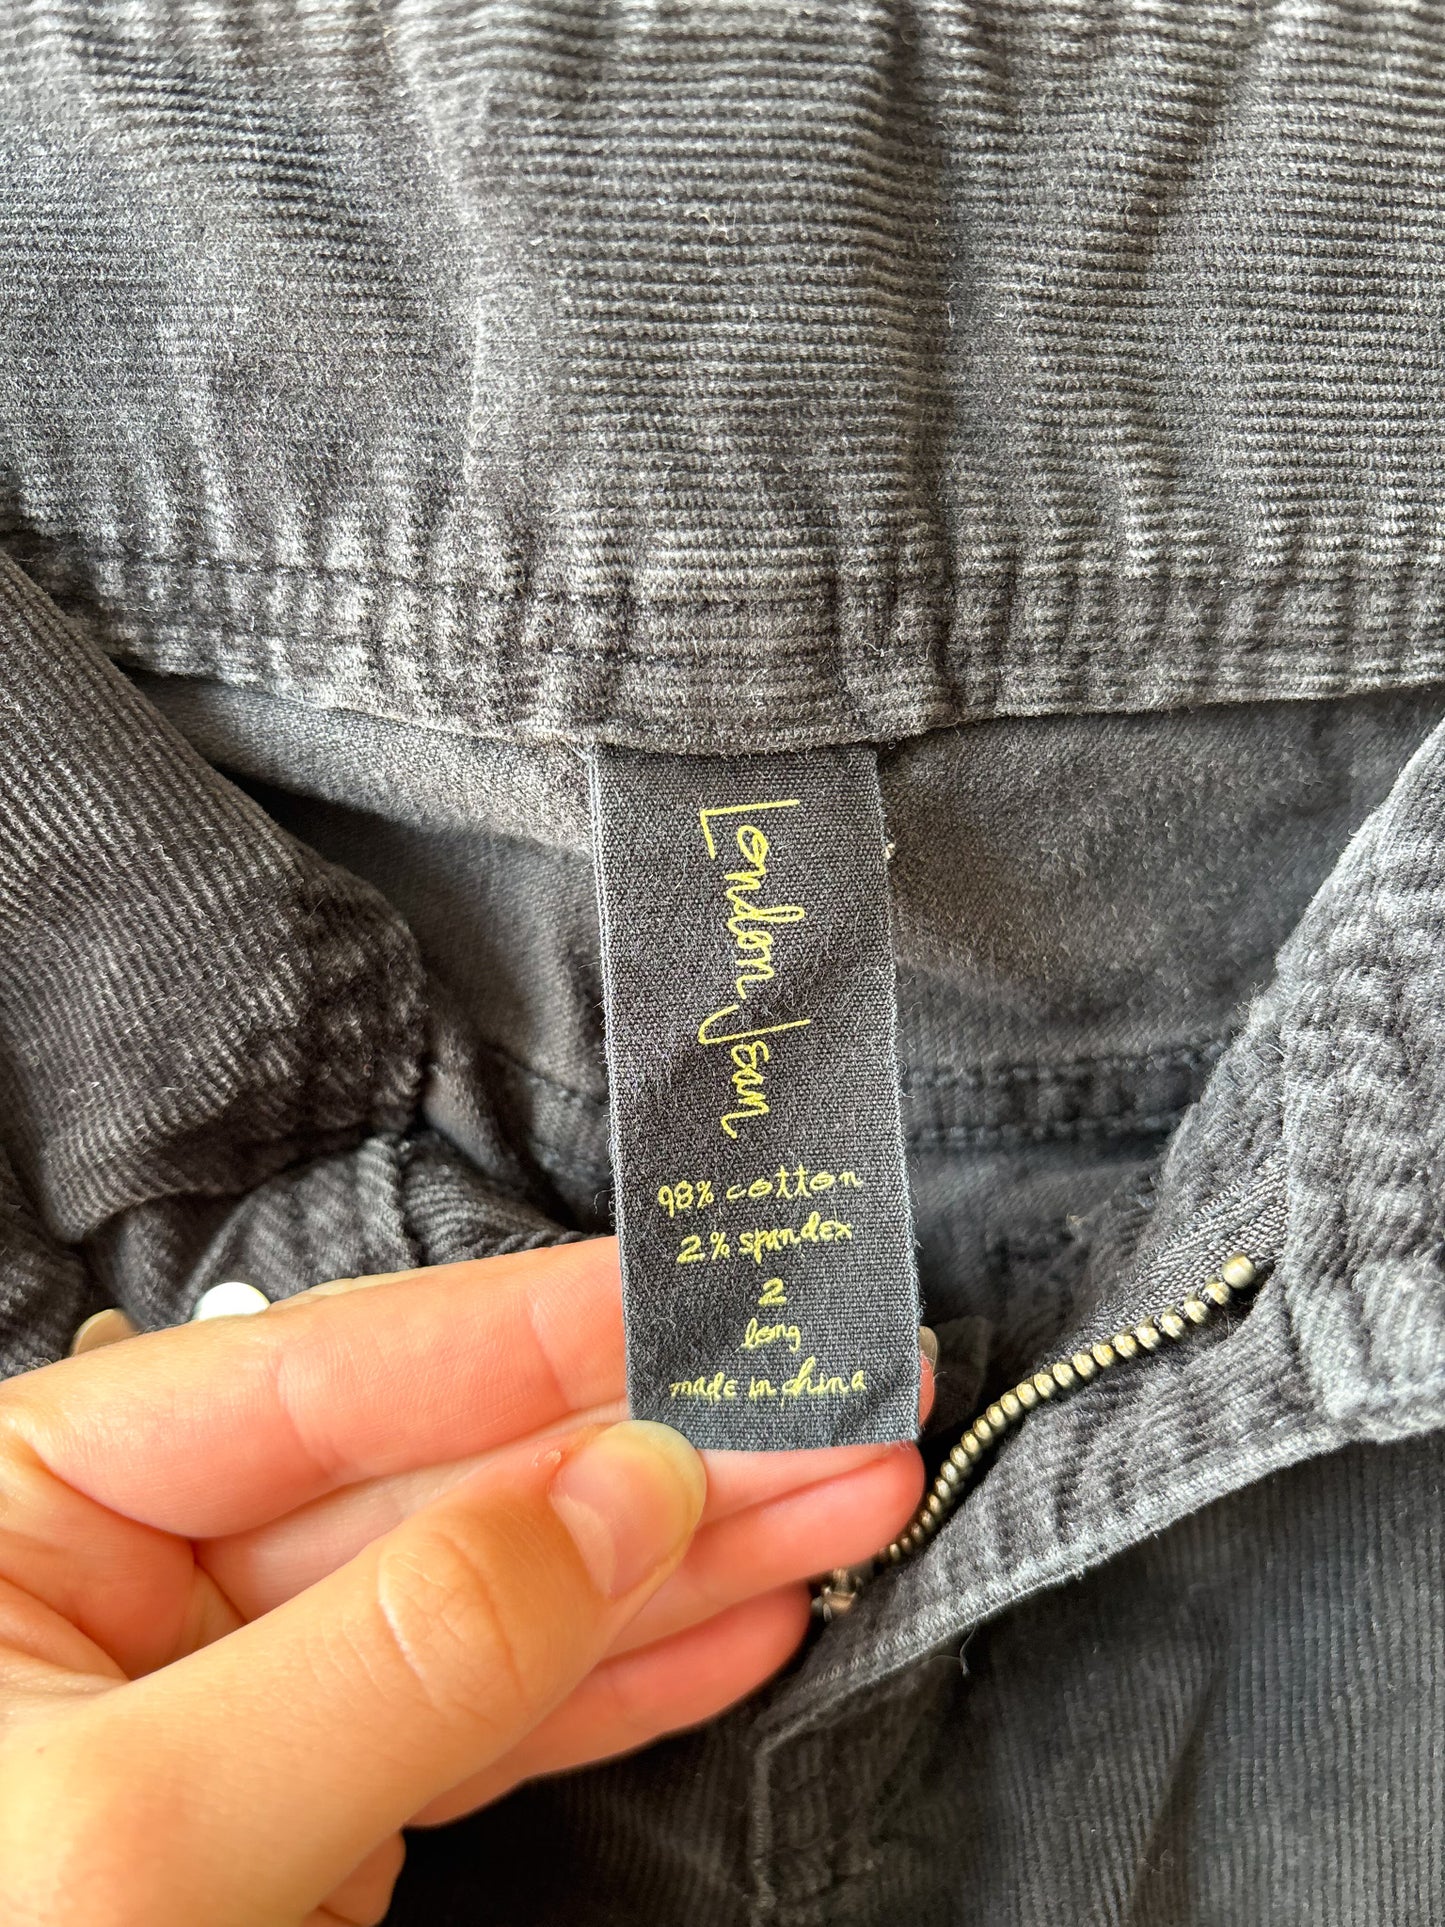 London Jean
98% cotton
2% spandex
2
long
made in china